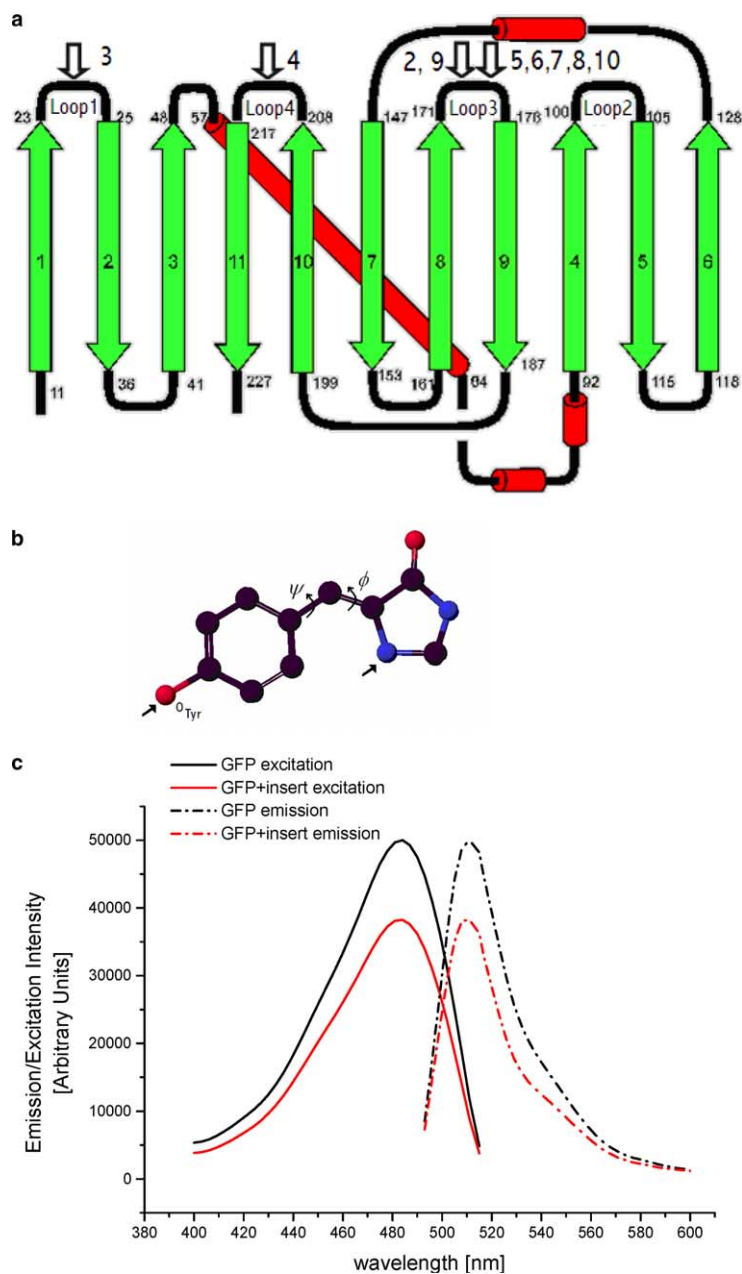 a
3
4
2, 9
5,6,7,8,10
Loop1
Loop4
Loop3
Loop2
23
25
48
57
217
208
147
171
176
100
105
128
1
2
3
11
10
7
8
9
4
5
6
11
36
41
227
199
153
161
64
187
92
115
118
b
ψ
ϕ
O Tyr
c
GFP excitation
GFP+insert excitation
GFP emission
GFP+insert emission
50000
40000
30000
20000
10000
0
Emission/Excitation Intensity
[Arbitrary Units]
380 400 420 440 460 480 500 520 540 560 580 600
wavelength [nm]